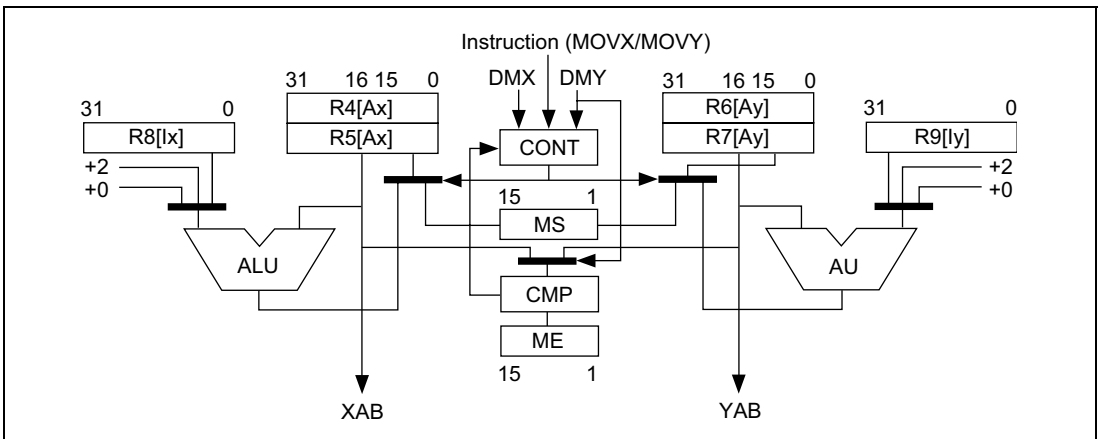 Instruction (MOVX/MOVY)
DMX DMY
31 16 15 0
R4[Ax]
R5[Ax]
31 16 15 0
R6[Ay]
R7[Ay]
31 0
R8[Ix]
+2
+0
31 0
R9[Iy]
+2
+0
CONT
15 1
MS
ALU
AU
CMP
ME
15 1
XAB
YAB